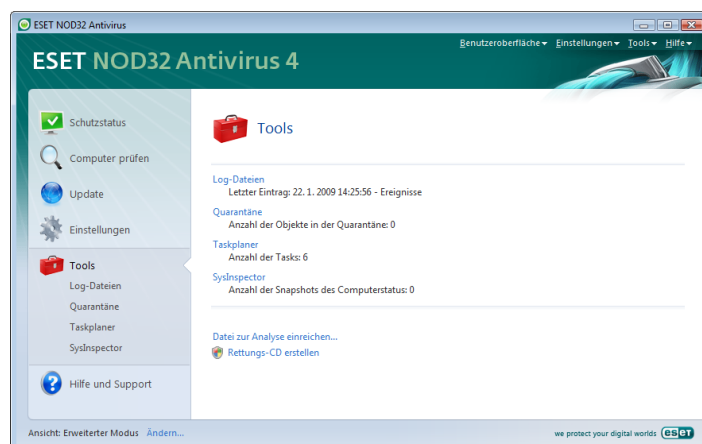 ESET NOD32 Antivirus
Benutzeroberfläche Einstellungen Tools Hilfe
ESET NOD32 Antivirus 4
Schutzstatus
Computer prüfen
Update
Einstellungen
Tools
Log-Dateien
Quarantäne
Taskplaner
SysInspector
Hilfe und Support
Tools
Log-Dateien
Letzter Eintrag: 22. 1. 2009 14:25:56 - Ereignisse
Quarantäne
Anzahl der Objekte in der Quarantäne: 0
Taskplaner
Anzahl der Tasks: 6
SysInspector
Anzahl der Snapshots des Computerstatus: 0
Datei zur Analyse einreichen...
Rettungs-CD erstellen
Ansicht: Erweiterter Modus Ändern...
we protect your digital worlds eseT